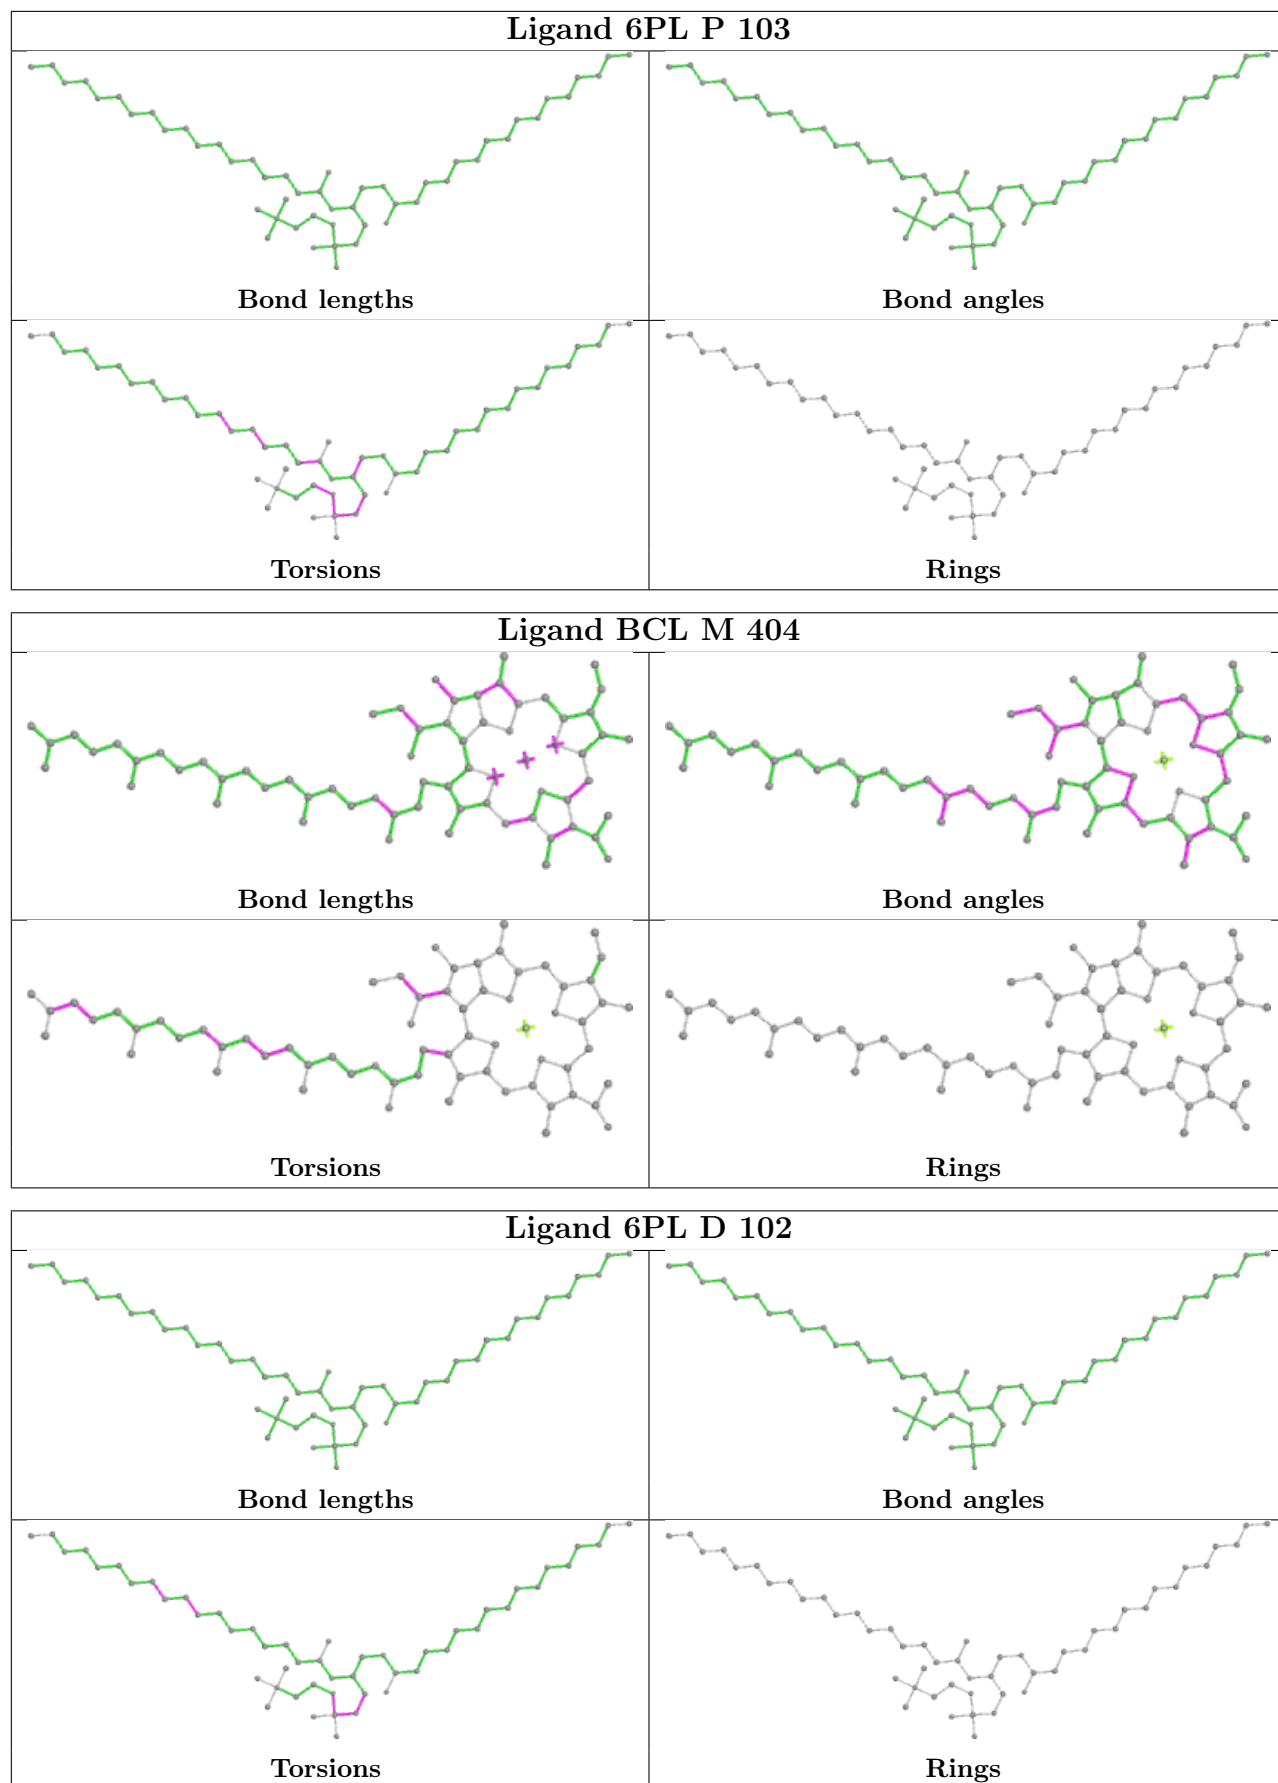 Ligand 6PL P 103
Bond lengths
Bond angles
Torsions
Rings
Ligand BCL M 404
Bond lengths
Bond angles
Torsions
Rings
Ligand 6PL D 102
Bond lengths
Bond angles
Torsions
Rings